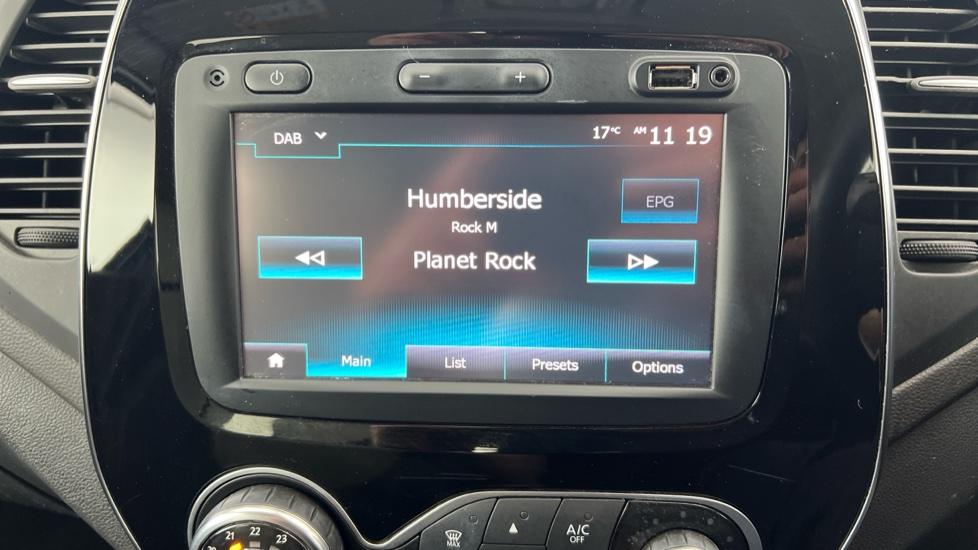 DAB 17°C AM 11 19
Humberside
EPG
Rock M
Planet Rock
Main List Presets Options
21 22 23
MAX
A/C
OFF